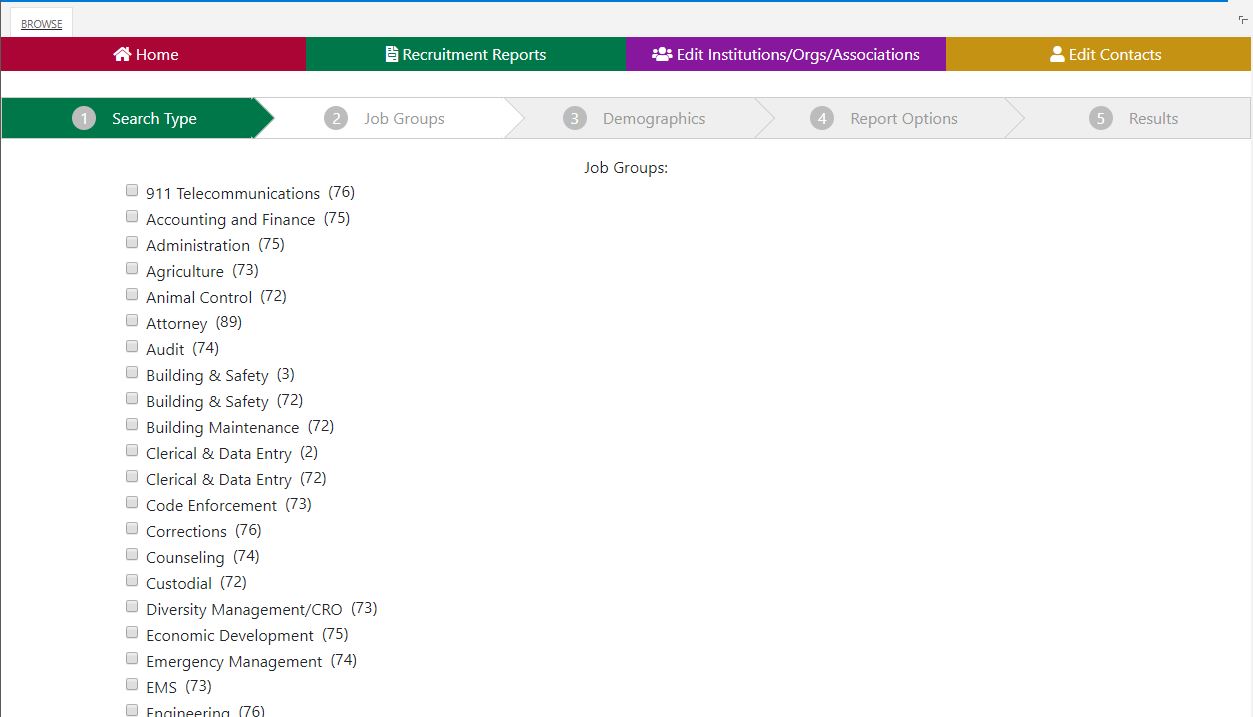 BROWSE
Home Recruitment Reports Edit Institutions/Orgs/Associations Edit Contacts
1 Search Type 2 Job Groups 3 Demographics 4 Report Options 5 Results
Job Groups:
911 Telecommunications (76)
Accounting and Finance (75)
Administration (75)
Agriculture (73)
Animal Control (72)
Attorney (89)
Audit (74)
Building & Safety (3)
Building & Safety (72)
Building Maintenance (72)
Clerical & Data Entry (2)
Clerical & Data Entry (72)
Code Enforcement (73)
Corrections (76)
Counseling (74)
Custodial (72)
Diversity Management/CRO (73)
Economic Development (75)
Emergency Management (74)
EMS (73)
Engineering (76)